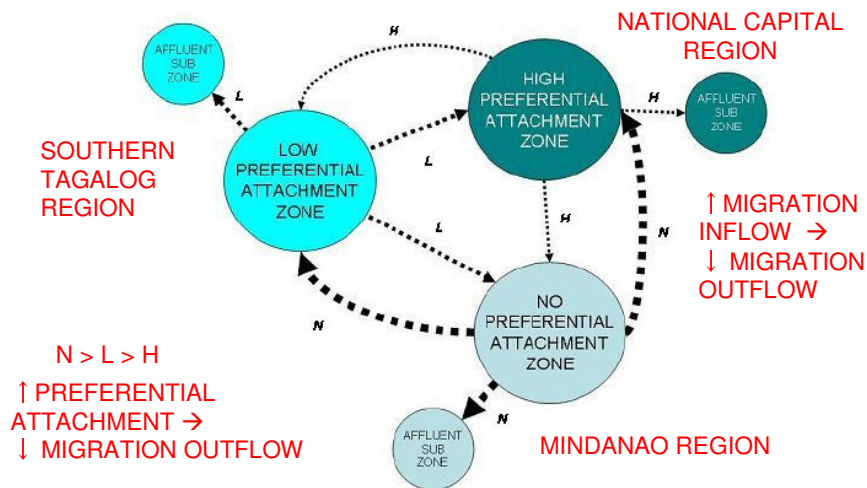 NATIONAL CAPITAL
REGION
AFFLUENT
SUB
ZONE
H
HIGH
PREFERENTIAL
ATTACHMENT
ZONE
H
AFFLUENT
SUB
ZONE
L
SOUTHERN
TAGALOG
REGION
LOW
PREFERENTIAL
ATTACHMENT
ZONE
L
L
H
N
↑ MIGRATION
INFLOW →
↓ MIGRATION
OUTFLOW
N
NO
PREFERENTIAL
ATTACHMENT
ZONE
N > L > H
↑ PREFERENTIAL
ATTACHMENT →
↓ MIGRATION OUTFLOW
N
AFFLUENT
SUB
ZONE
MINDANAO REGION